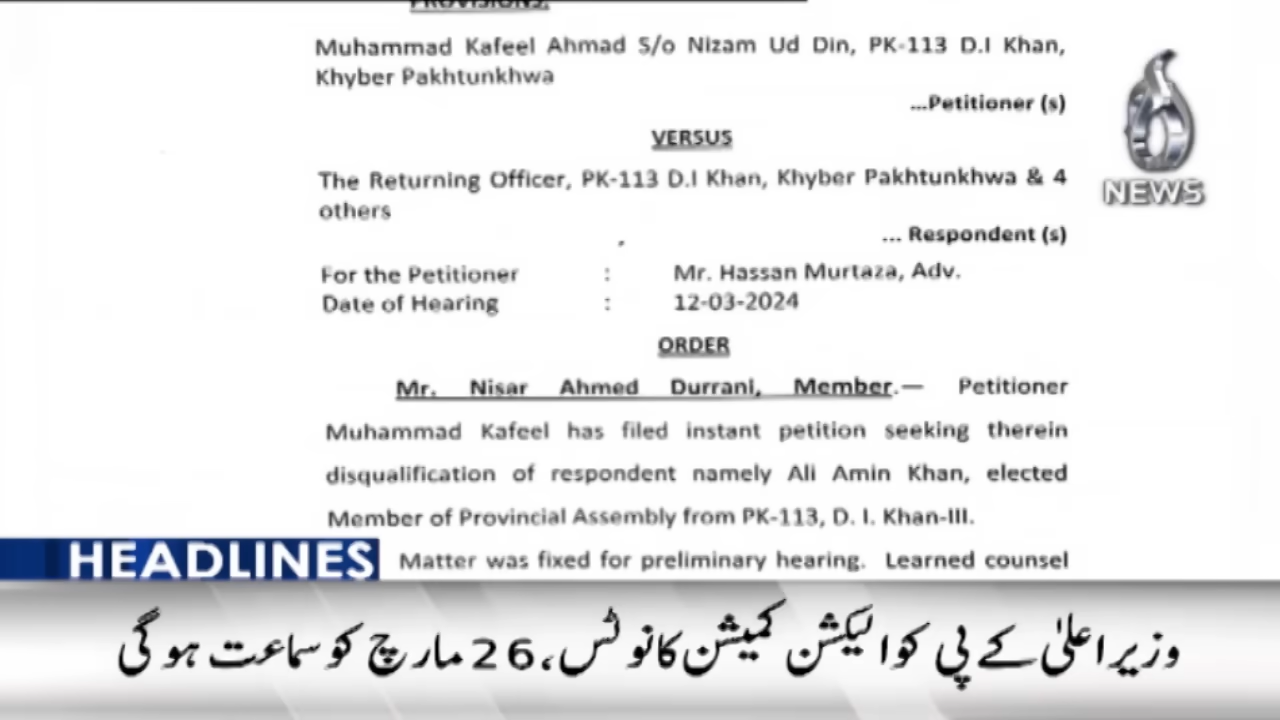 PROVISIONS.
Muhammad Kafeel Ahmad S/o Nizam Ud Din, PK-113 D.I Khan,
Khyber Pakhtunkhwa
...Petitioner (s)
VERSUS
The Returning Officer, PK-113 D.I Khan, Khyber Pakhtunkhwa & 4
others
... Respondent (s)
For the Petitioner : Mr. Hassan Murtaza, Adv.
Date of Hearing : 12-03-2024
ORDER
Mr. Nisar Ahmed Durrani, Member.— Petitioner
Muhammad Kafeel has filed instant petition seeking therein
disqualification of respondent namely Ali Amin Khan, elected
Member of Provincial Assembly from PK-113, D. I. Khan-III.
Matter was fixed for preliminary hearing. Learned counsel
NEWS
HEADLINES
وزیراعلیٰ کے پی کو الیکشن کمیشن کا نوٹس، 26 مارچ کو سماعت ہوگی